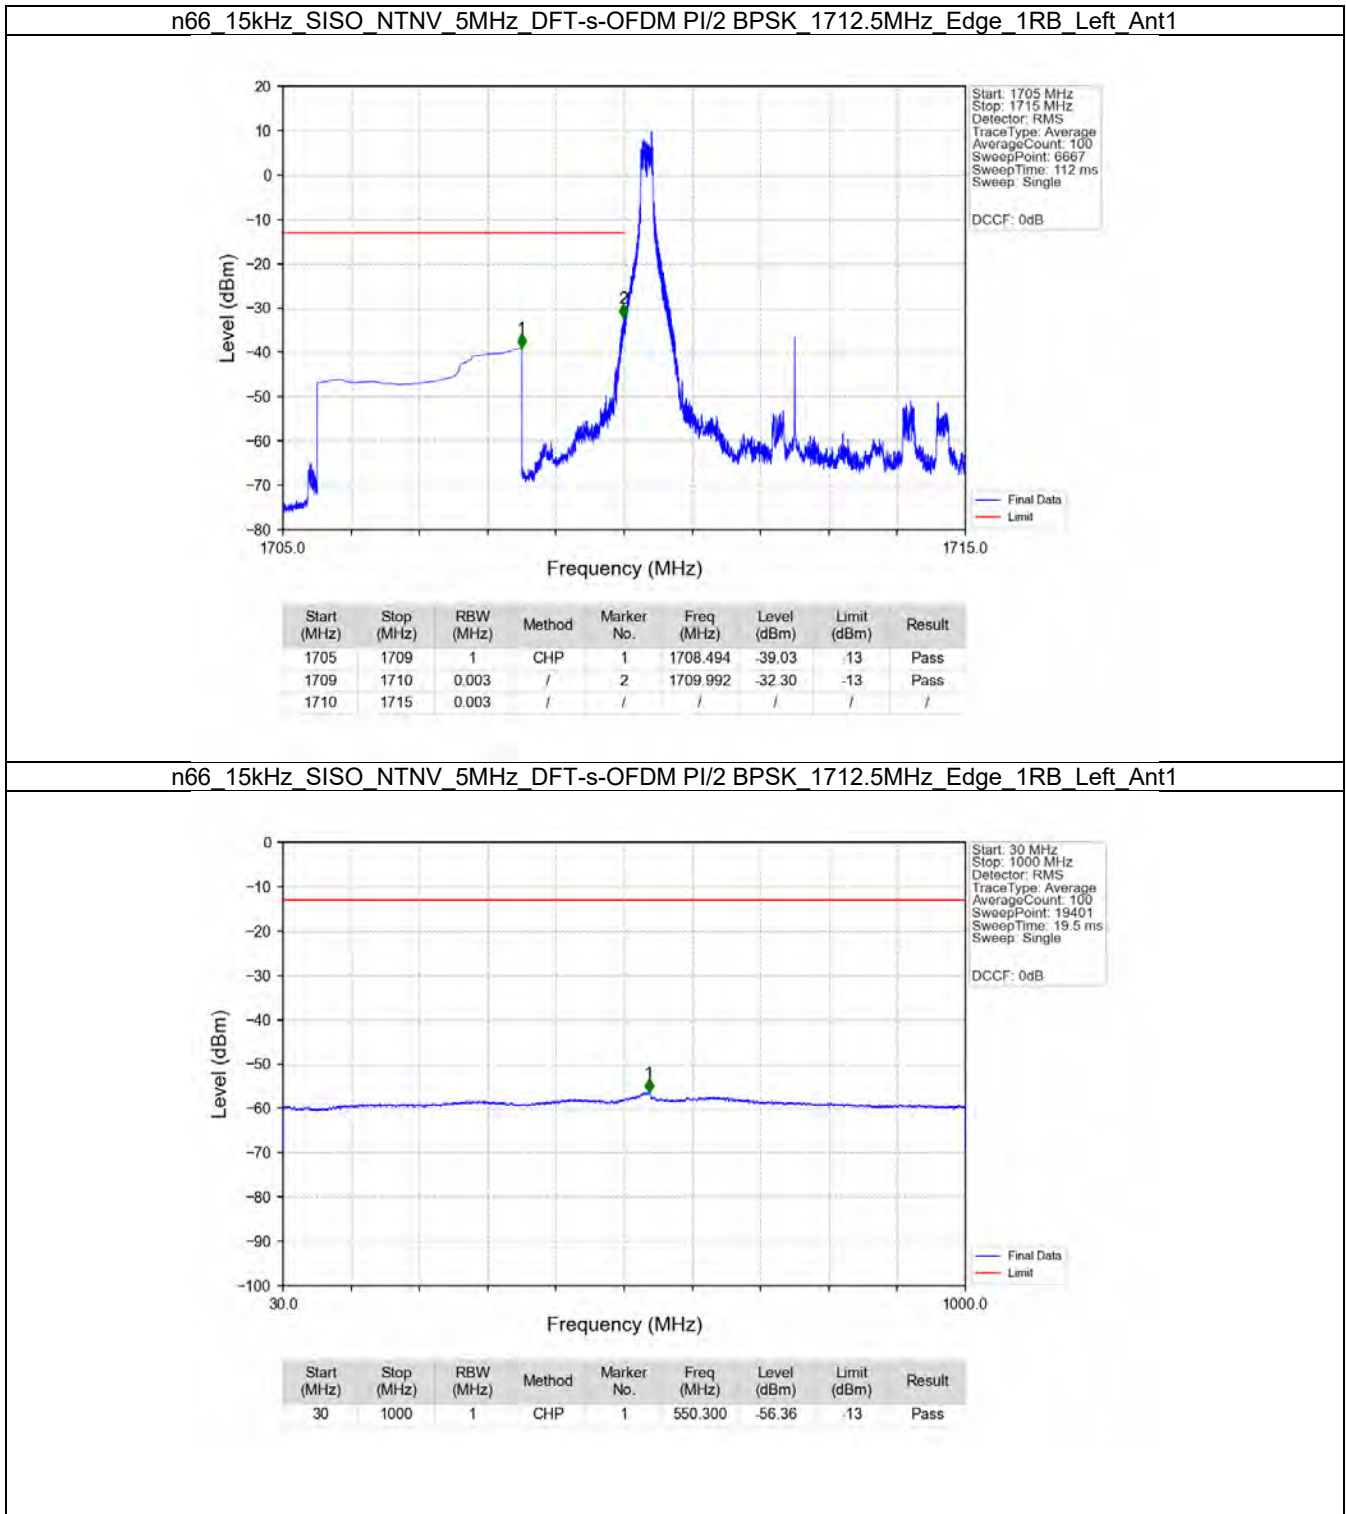 n66_15kHz_SISO_NTNV_5MHz_DFT-s-OFDM PI/2 BPSK_1712.5MHz_Edge_1RB_Left_Ant1
20
10
0
−10
−20
−30
−40
−50
−60
−70
−80
Level (dBm)
1
2
1705.0
1715.0
Frequency (MHz)
Start: 1705 MHz
Stop: 1715 MHz
Detector: RMS
TraceType: Average
AverageCount: 100
SweepPoint: 6667
SweepTime: 112 ms
Sweep: Single
DCCF: 0dB
Final Data
Limit
Start (MHz) Stop (MHz) RBW (MHz) Method Marker No. Freq (MHz) Level (dBm) Limit (dBm) Result
1705 1709 1 CHP 1 1708.494 -39.03 -13 Pass
1709 1710 0.003 / 2 1709.992 -32.30 -13 Pass
1710 1715 0.003 / / / / / /
n66_15kHz_SISO_NTNV_5MHz_DFT-s-OFDM PI/2 BPSK_1712.5MHz_Edge_1RB_Left_Ant1
0
−10
−20
−30
−40
−50
−60
−70
−80
−90
−100
Level (dBm)
1
30.0
1000.0
Frequency (MHz)
Start: 30 MHz
Stop: 1000 MHz
Detector: RMS
TraceType: Average
AverageCount: 100
SweepPoint: 19401
SweepTime: 19.5 ms
Sweep: Single
DCCF: 0dB
Final Data
Limit
Start (MHz) Stop (MHz) RBW (MHz) Method Marker No. Freq (MHz) Level (dBm) Limit (dBm) Result
30 1000 1 CHP 1 550.300 -56.36 -13 Pass